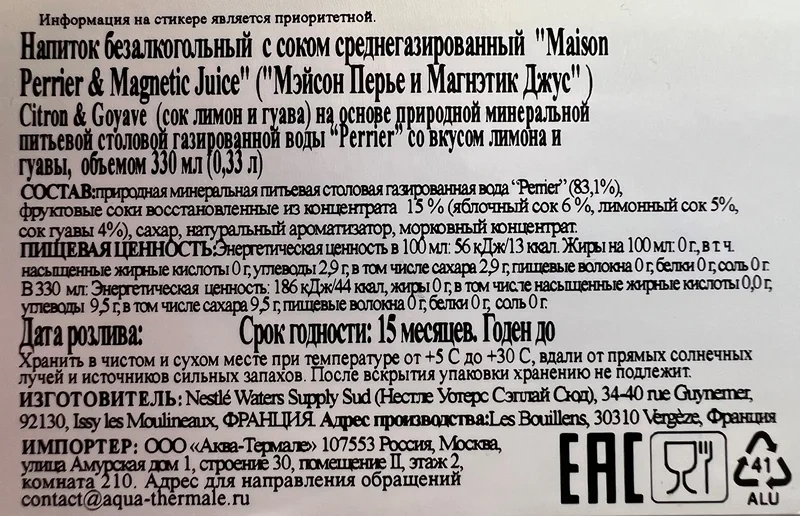 Информация на стикере является приоритетной.
Напиток безалкогольный с соком среднегазированный "Maison
Perrier & Magnetic Juice" ("Мэйсон Перье и Магнэтик Джус" )
Citron & Goyave (сок лимон и гуава) на основе природной минеральной
питьевой столовой газированной воды "Perrier" со вкусом лимона и
гуавы, объемом 330 мл (0,33 л)
СОСТАВ:природная минеральная питьевая столовая газированная вода "Perrier" (83,1%),
фруктовые соки восстановленные из концентрата 15 % (яблочный сок 6 %, лимонный сок 5%,
сок гуавы 4%), сахар, натуральный ароматизатор, морковный концентрат.
ПИЩЕВАЯ ЦЕННОСТЬ:Энергетическая ценность в 100 мл: 56 кДж/13 ккал. Жиры на 100 мл: 0 г, в т. ч.
насыщенные жирные кислоты 0 г, углеводы 2,9 г, в том числе сахара 2,9 г, пищевые волокна 0 г, белки 0 г, соль 0 г.
В 330 мл: Энергетическая ценность: 186 кДж/44 ккал, жиры 0 г, в том числе насыщенные жирные кислоты 0,0 г,
углеводы 9,5 г, в том числе сахара 9,5 г, пищевые волокна 0 г, белки 0 г, соль 0 г.
Дата розлива: Срок годности: 15 месяцев. Годен до
Хранить в чистом и сухом месте при температуре от +5 С до +30 С, вдали от прямых солнечных
лучей и источников сильных запахов. После вскрытия упаковки хранению не подлежит.
ИЗГОТОВИТЕЛЬ: Nestlé Waters Supply Sud (Нестле Уотерс Сэплай Сюд), 34-40 rue Guynemer,
92130, Issy les Moulineaux, ФРАНЦИЯ. Адрес производства:Les Bouillens, 30310 Vergèze, Франция
ИМПОРТЕР: ООО «Аква-Термале» 107553 Россия, Москва,
улица Амурская дом 1, строение 30, помещение II, этаж 2,
комната 210. Адрес для направления обращений
contact@aqua-thermale.ru
EAC
41
ALU